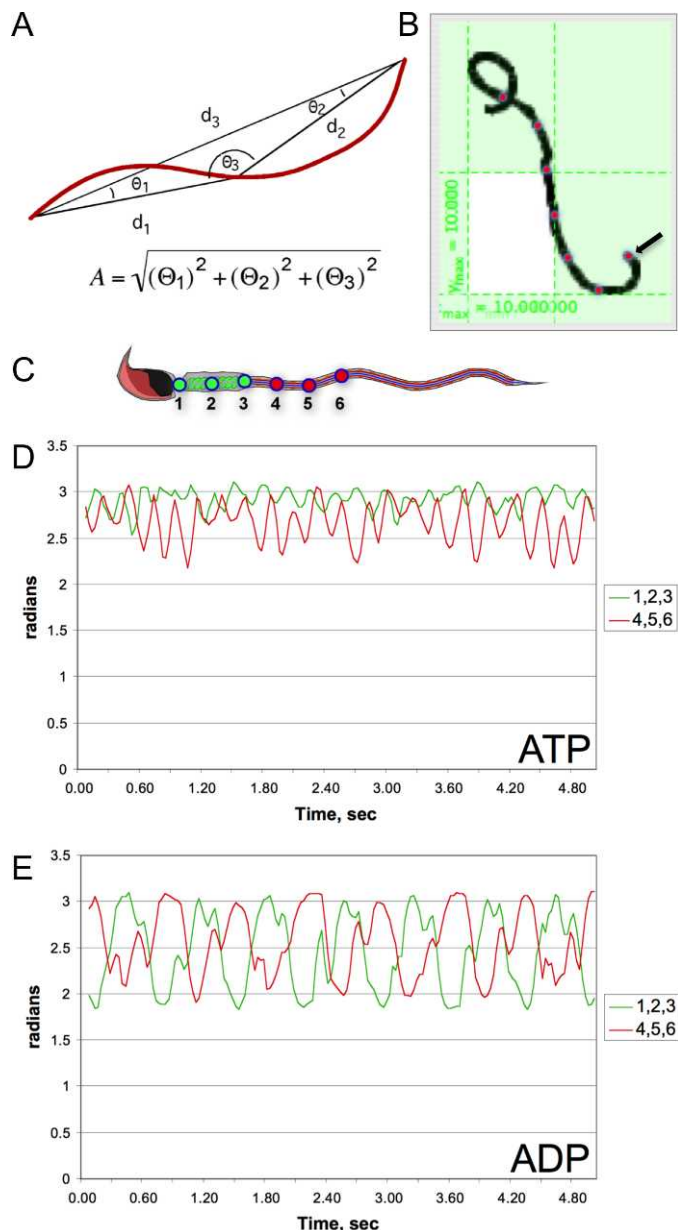 A
d3
Θ2
d2
Θ3
Θ1
d1
A = √(Θ1)² + (Θ2)² + (Θ3)²
B
ymax = 10.000
C
1 2 3 4 5 6
D
3.5
3
2.5
2
1.5
1
0.5
0
radians
0.00 0.60 1.20 1.80 2.40 3.00 3.60 4.20 4.80
Time, sec
1,2,3
4,5,6
ATP
E
3.5
3
2.5
2
1.5
1
0.5
0
radians
0.00 0.60 1.20 1.80 2.40 3.00 3.60 4.20 4.80
Time, sec
1,2,3
4,5,6
ADP